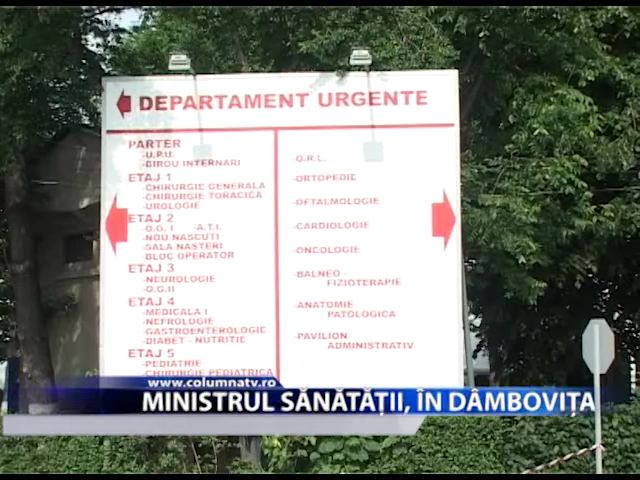 DEPARTAMENT URGENTE
PARTER
-U.P.U.
-BIROU INTERNARI
ETAJ 1
-CHIRURGIE GENERALA
-CHIRURGIE TORACICA
-UROLOGIE
ETAJ 2
-O.G. I -A.T.I.
-NOU NASCUTI
-SALA NASTERI
-BLOC OPERATOR
ETAJ 3
-NEUROLOGIE
-O.G.II
ETAJ 4
-MEDICALA I
-NEFROLOGIE
-GASTROENTEROLOGIE
-DIABET - NUTRITIE
ETAJ 5
-PEDIATRIE
-CHIRURGIE PEDIATRICA
-O.R.L.
-ORTOPEDIE
-OFTALMOLOGIE
-CARDIOLOGIE
-ONCOLOGIE
-BALNEO -
FIZIOTERAPIE
-ANATOMIE
PATOLOGICA
-PAVILION
ADMINISTRATIV
www.columnatv.ro
MINISTRUL SĂNĂTĂȚII, ÎN DÂMBOVIȚA